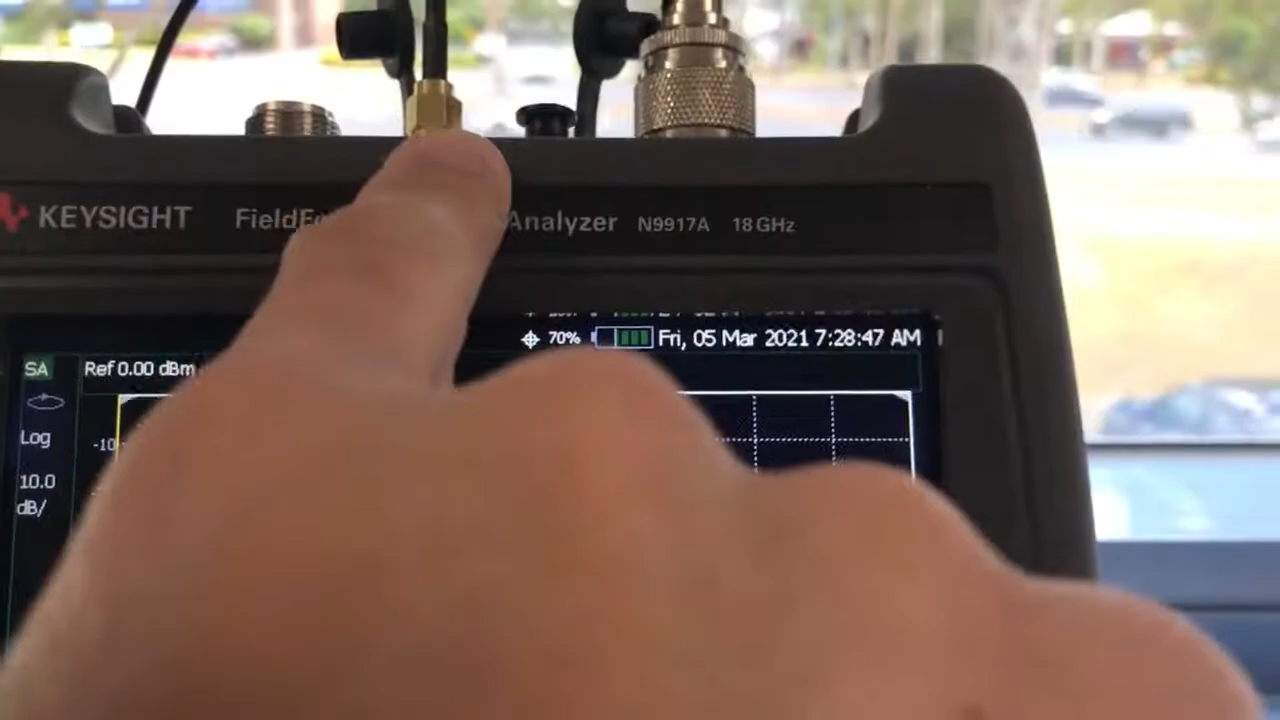 KEYSIGHT Analyzer N9917A 18 GHz
70% Fri, 05 Mar 2021 7:28:47 AM
SA Ref 0.00 dBm
Log
-10
10.0
dB/